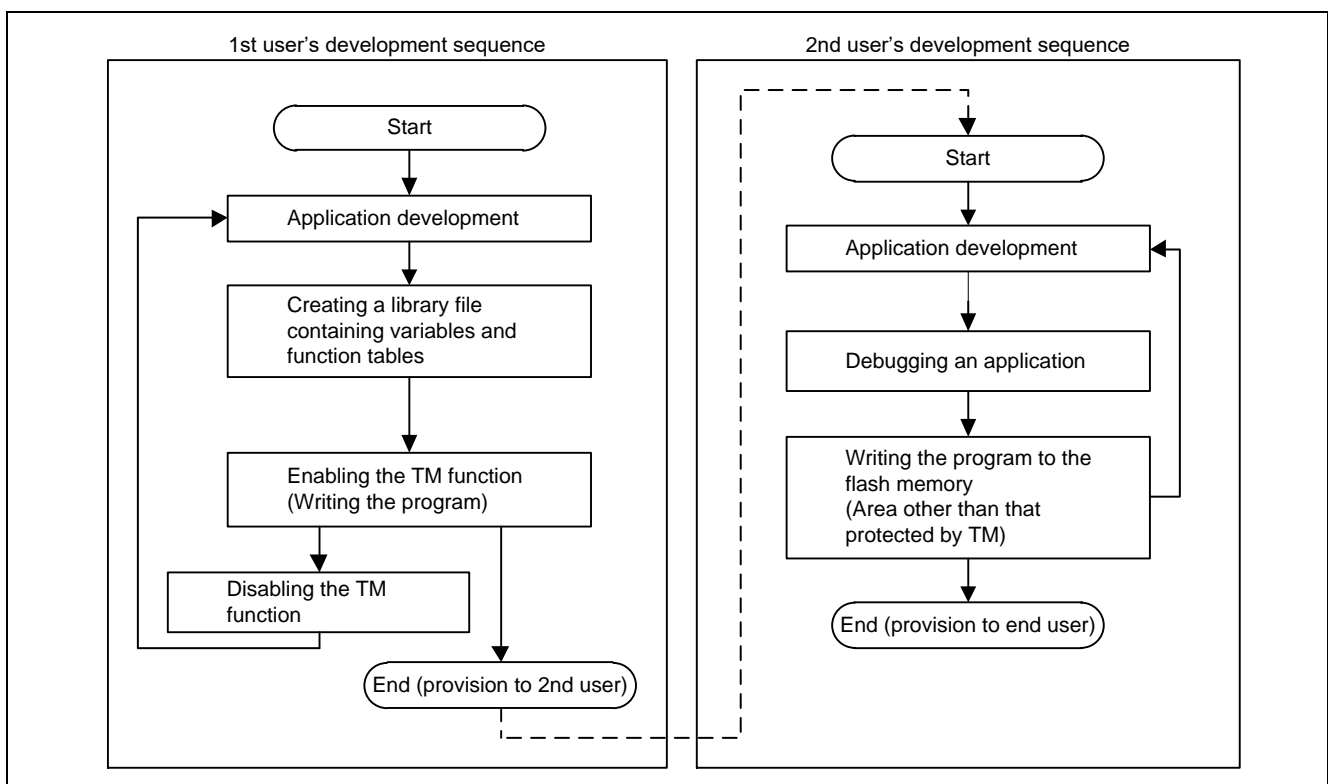 1st user's development sequence
Start
Application development
Creating a library file
containing variables and
function tables
Enabling the TM function
(Writing the program)
Disabling the TM
function
End (provision to 2nd user)
2nd user's development sequence
Start
Application development
Debugging an application
Writing the program to the
flash memory
(Area other than that
protected by TM)
End (provision to end user)